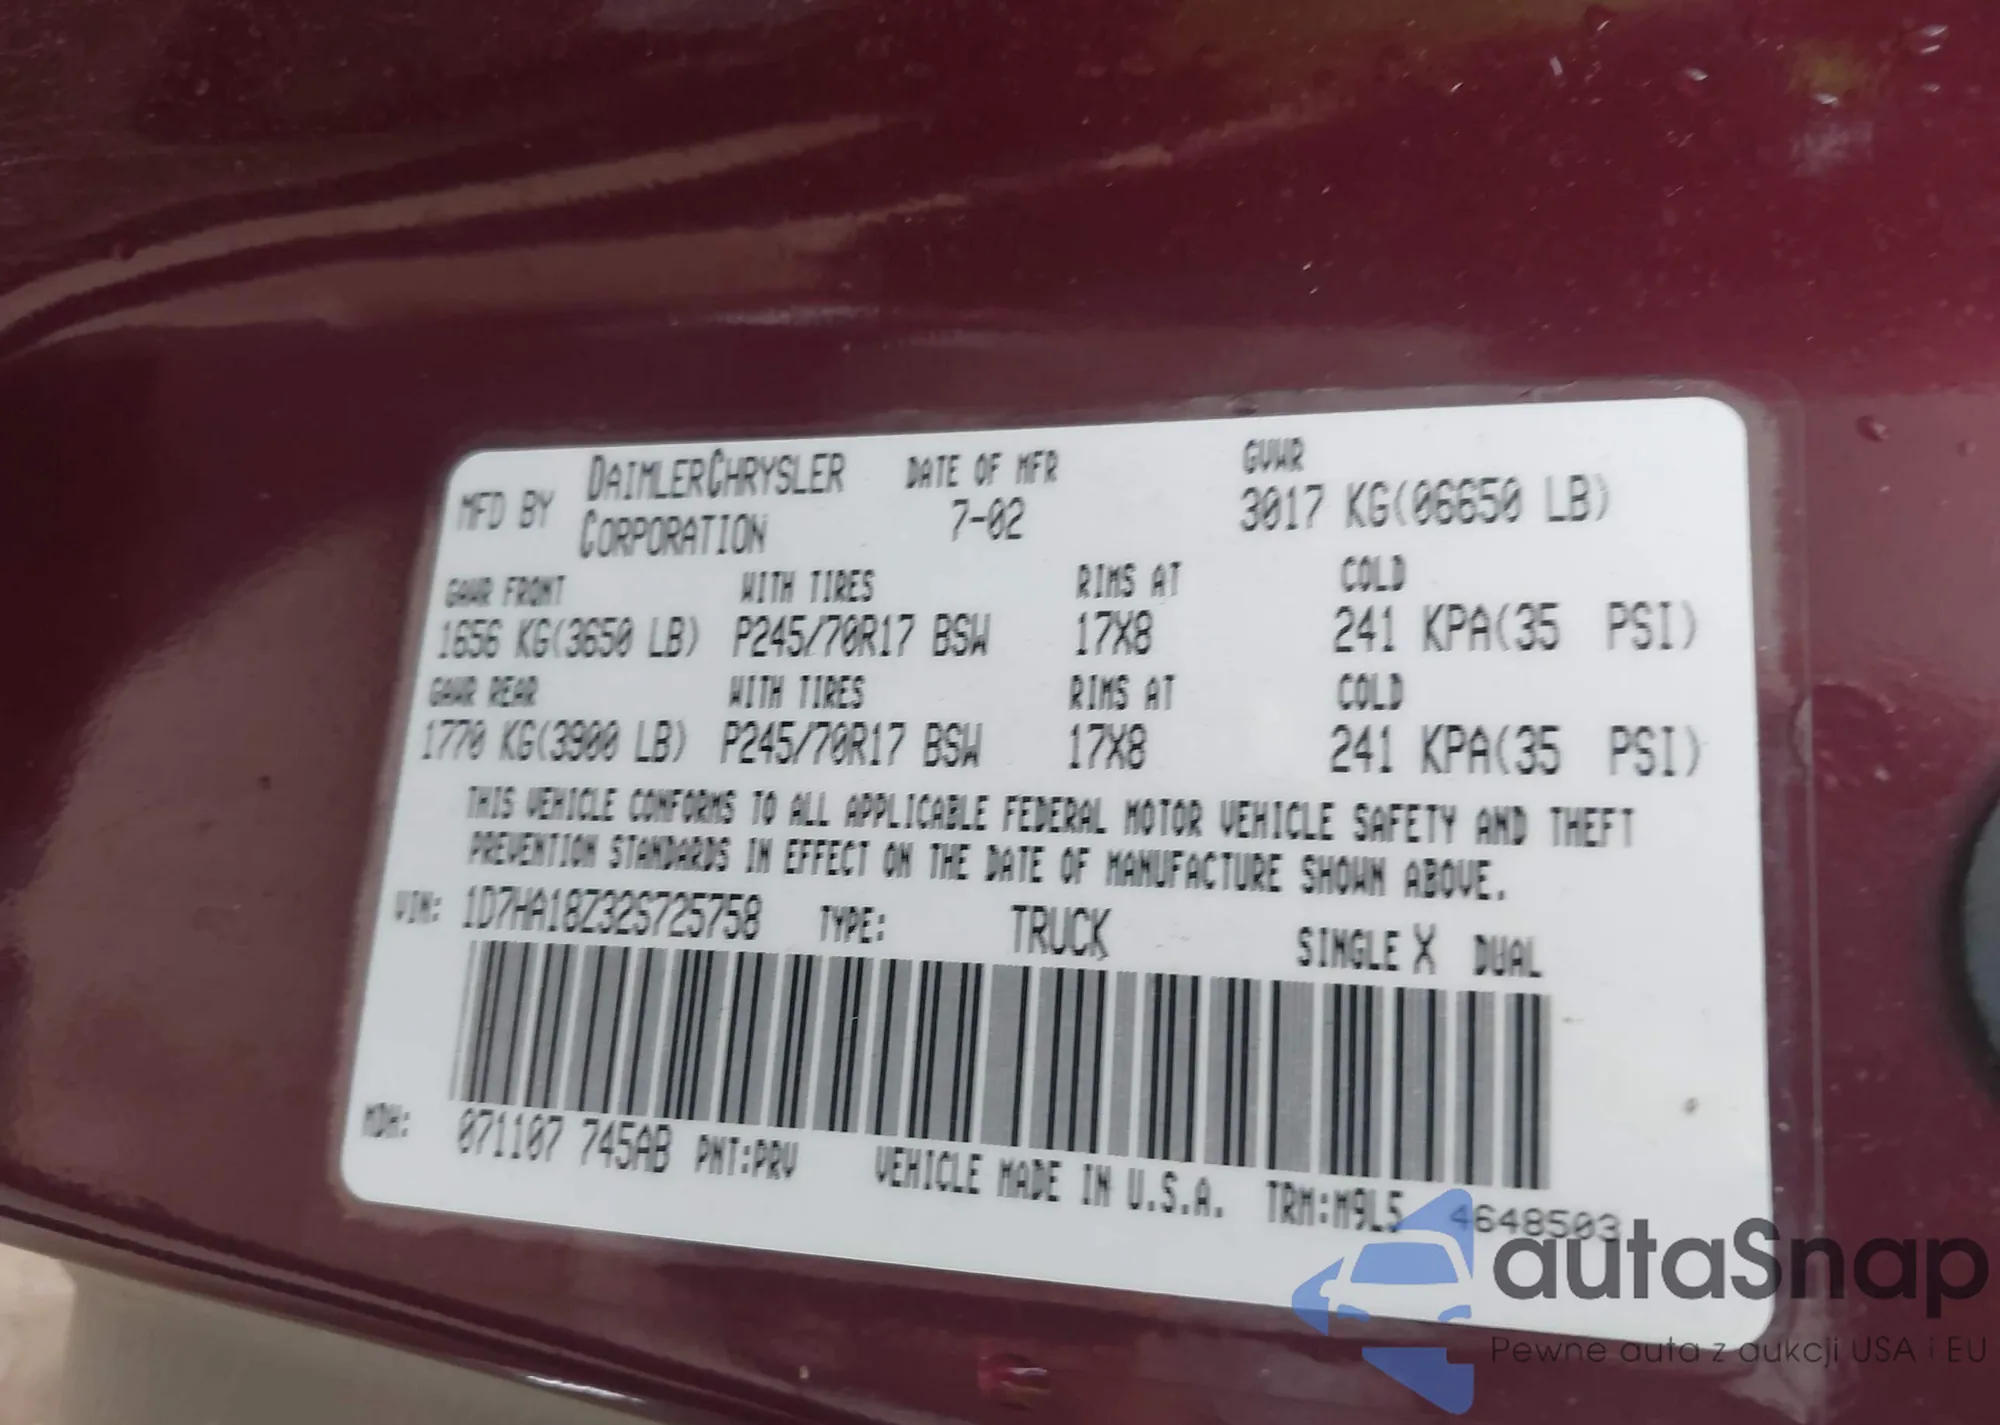 MFD BY DAIMLERCHRYSLER CORPORATION DATE OF MFR 7-02 GVWR 3017 KG(06650 LB)
GAWR FRONT WITH TIRES RIMS AT COLD
1656 KG(3650 LB) P245/70R17 BSW 17X8 241 KPA(35 PSI)
GAWR REAR WITH TIRES RIMS AT COLD
1770 KG(3900 LB) P245/70R17 BSW 17X8 241 KPA(35 PSI)
THIS VEHICLE CONFORMS TO ALL APPLICABLE FEDERAL MOTOR VEHICLE SAFETY AND THEFT
PREVENTION STANDARDS IN EFFECT ON THE DATE OF MANUFACTURE SHOWN ABOVE.
VIN: 1D7HA18Z32S725758 TYPE: TRUCK SINGLE X DUAL
MDH: 071107 745AB PNT:PRV VEHICLE MADE IN U.S.A. TRM:M9L5 4648503
autaSnap
Pewne auta z aukcji USA i EU